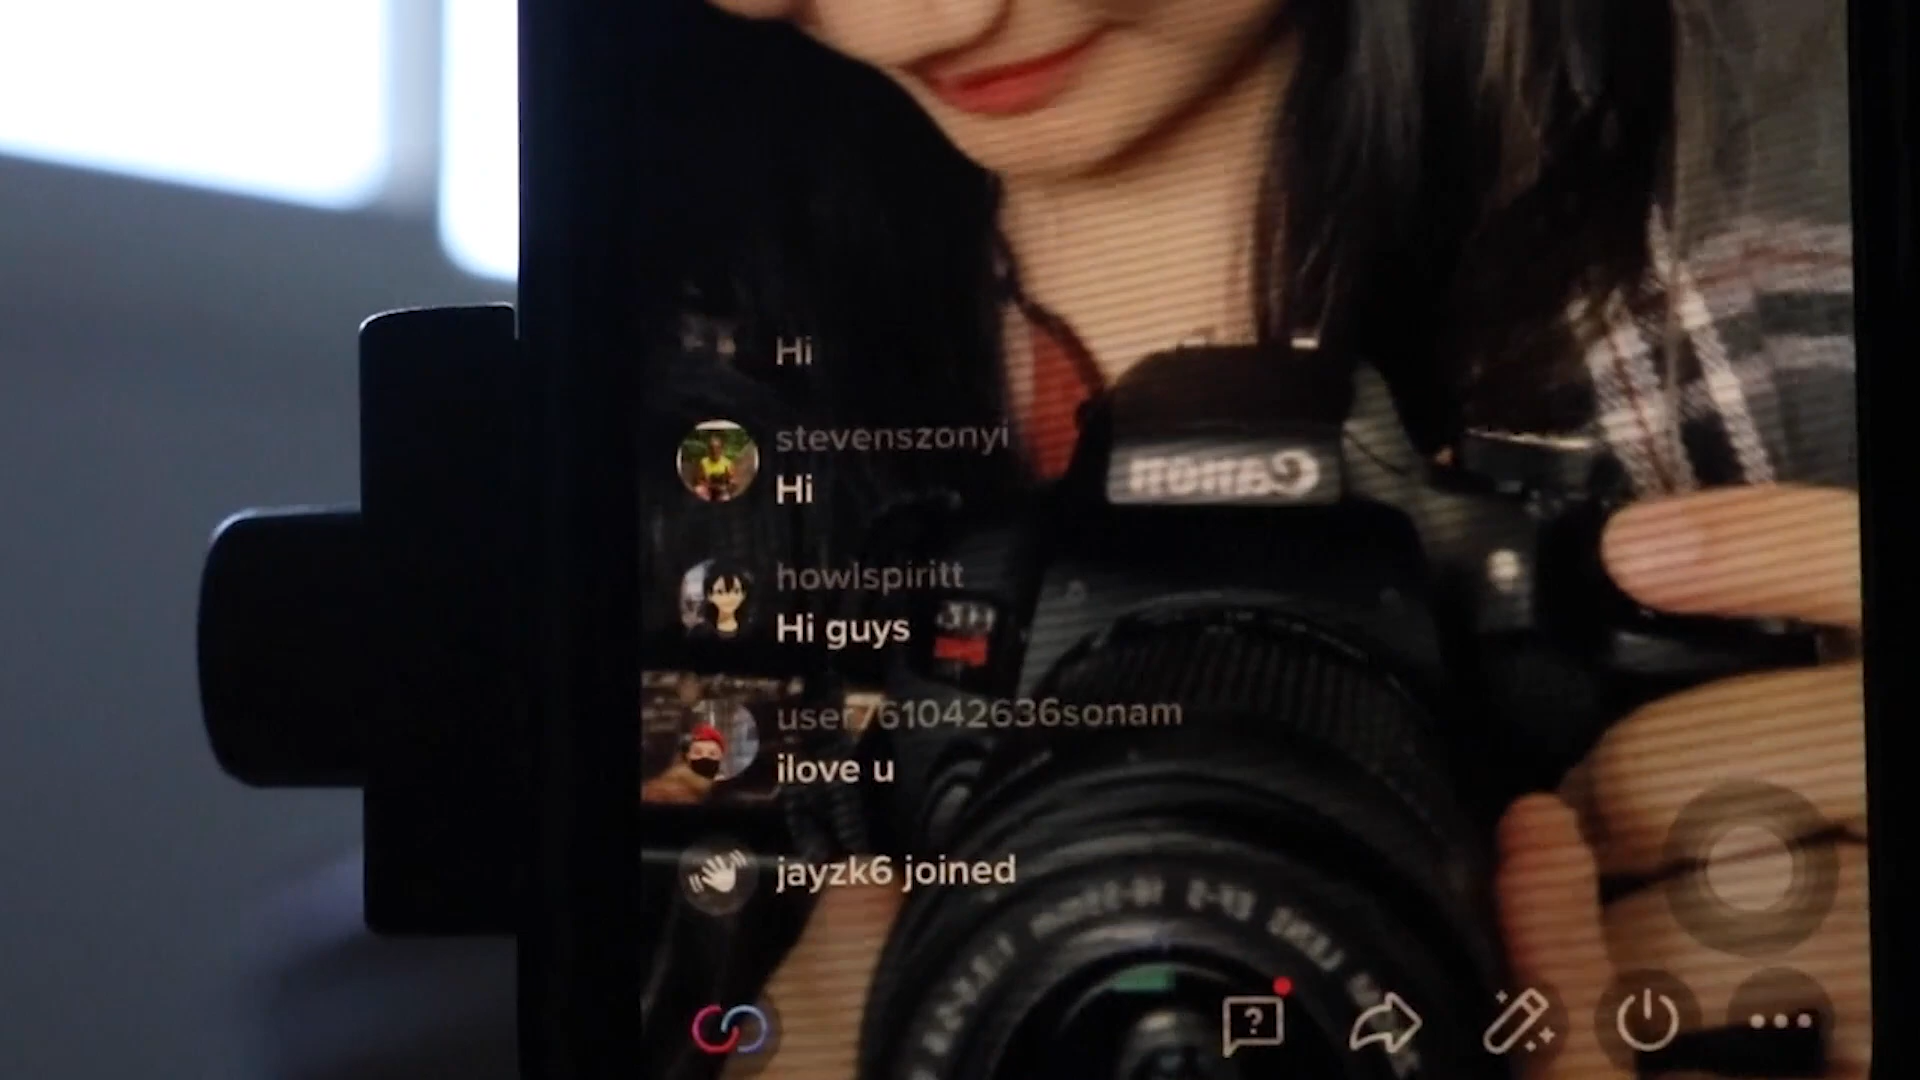 Hi
stevenszonyi
Hi
howlspiritt
Hi guys
user761042636sonam
ilove u
jayzk6 joined
Canon
?